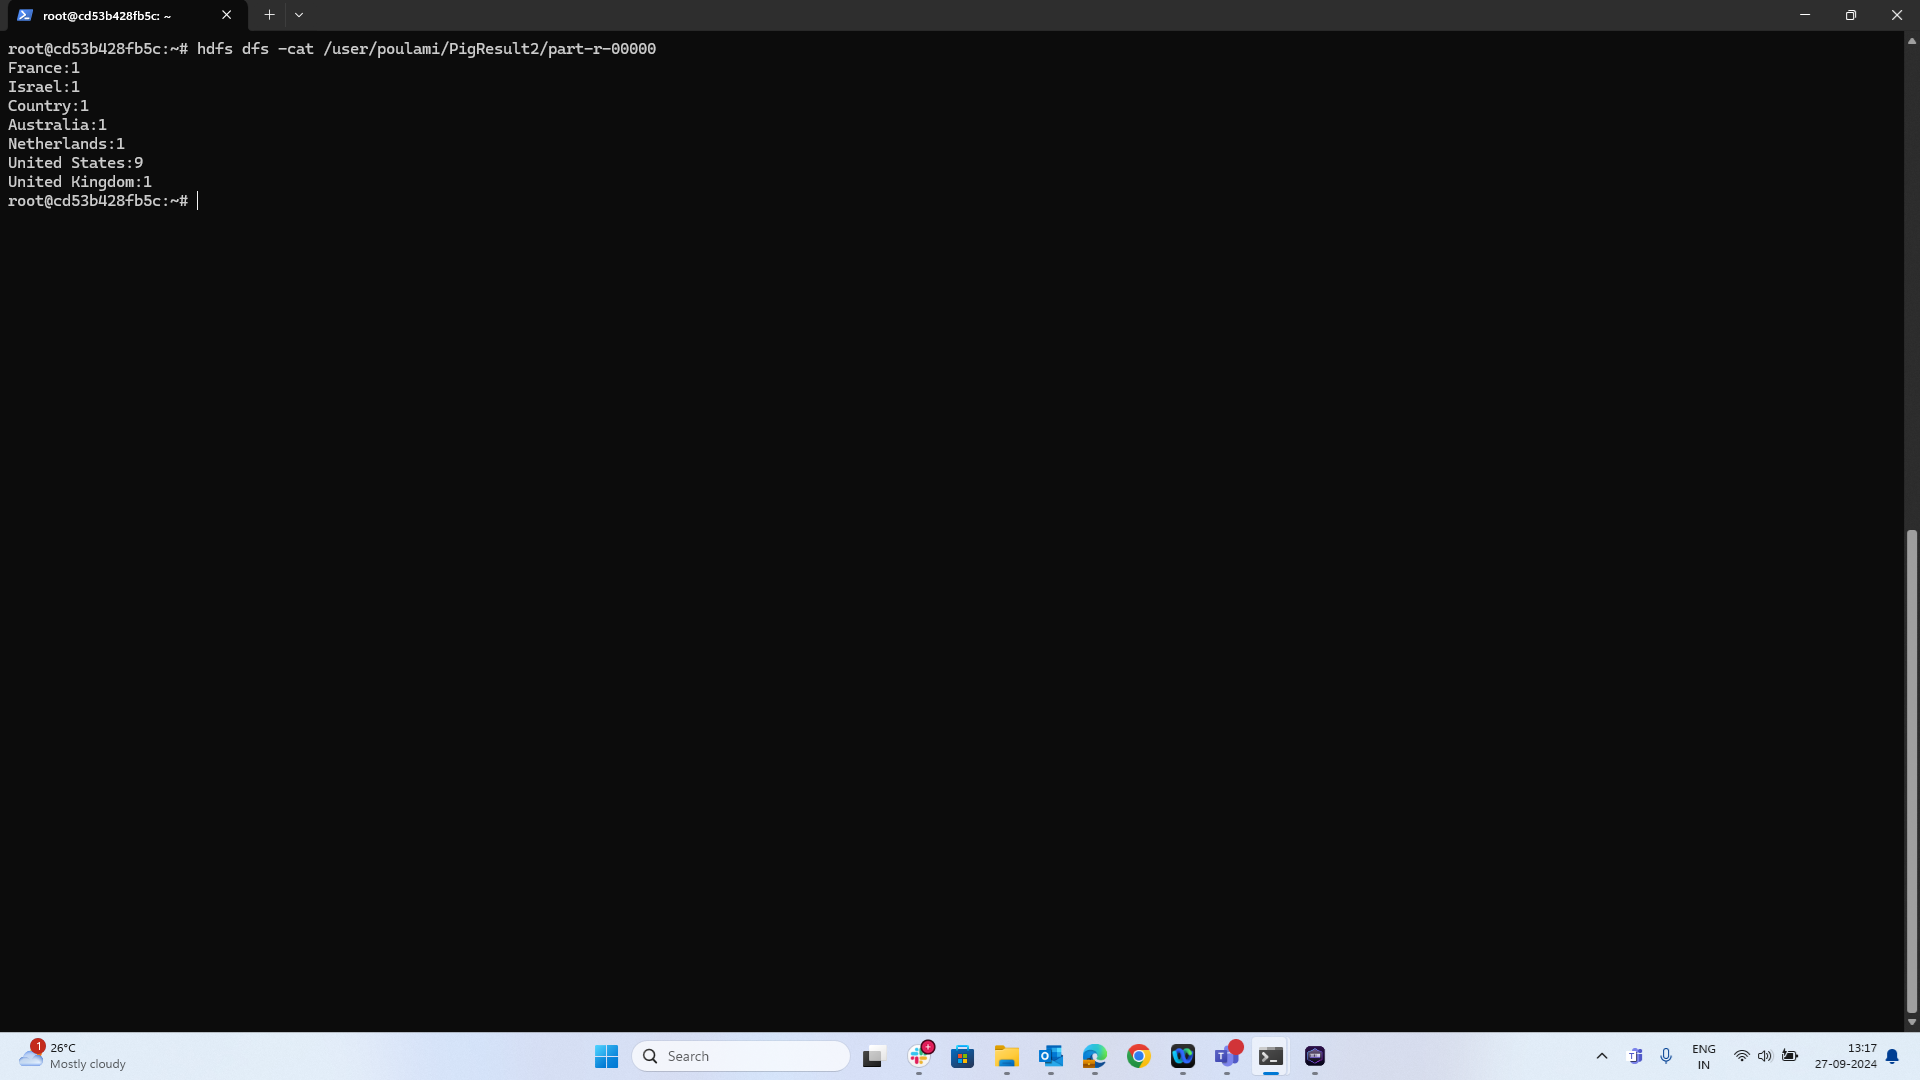 root@cd53b428fb5c: ~
root@cd53b428fb5c:~# hdfs dfs -cat /user/poulami/PigResult2/part-r-00000
France:1
Israel:1
Country:1
Australia:1
Netherlands:1
United States:9
United Kingdom:1
root@cd53b428fb5c:~#
1
26°C
Mostly cloudy
Search
ENG
IN
13:17
27-09-2024